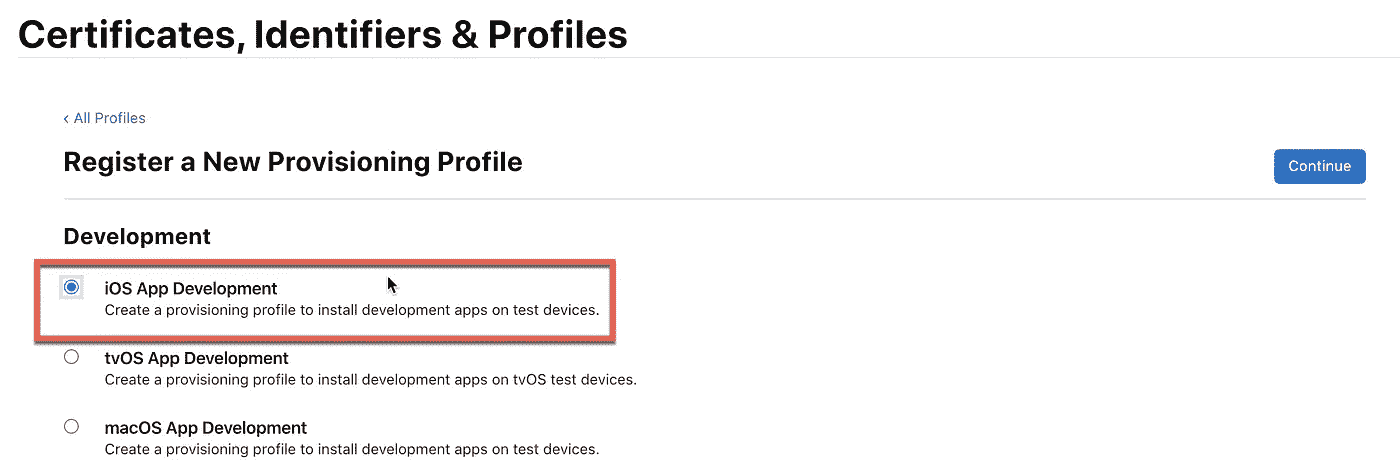 Certificates, Identifiers & Profiles
‹ All Profiles
Register a New Provisioning Profile
Continue
Development
iOS App Development
Create a provisioning profile to install development apps on test devices.
tvOS App Development
Create a provisioning profile to install development apps on tvOS test devices.
macOS App Development
Create a provisioning profile to install development apps on test devices.